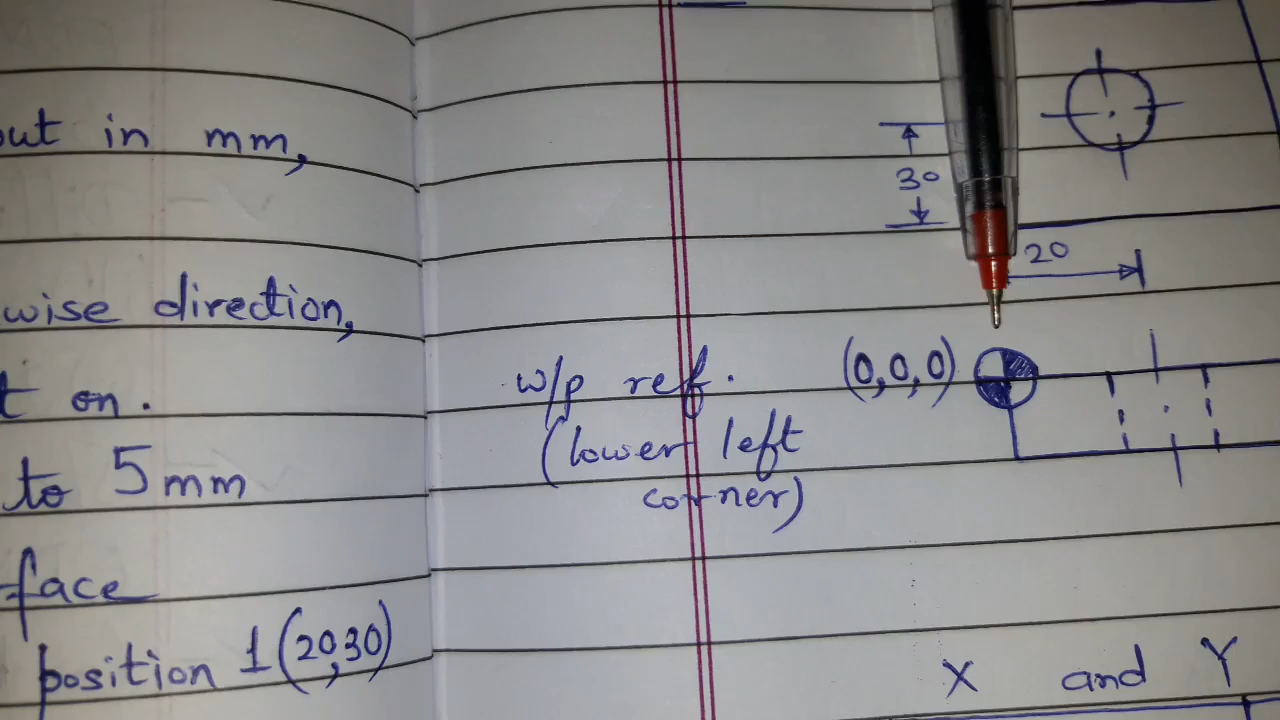 out in mm,
wise direction,
t on.
to 5mm
face
position 1(20,30)
30
20
w/p ref. (0,0,0)
(lower left
corner)
X and Y